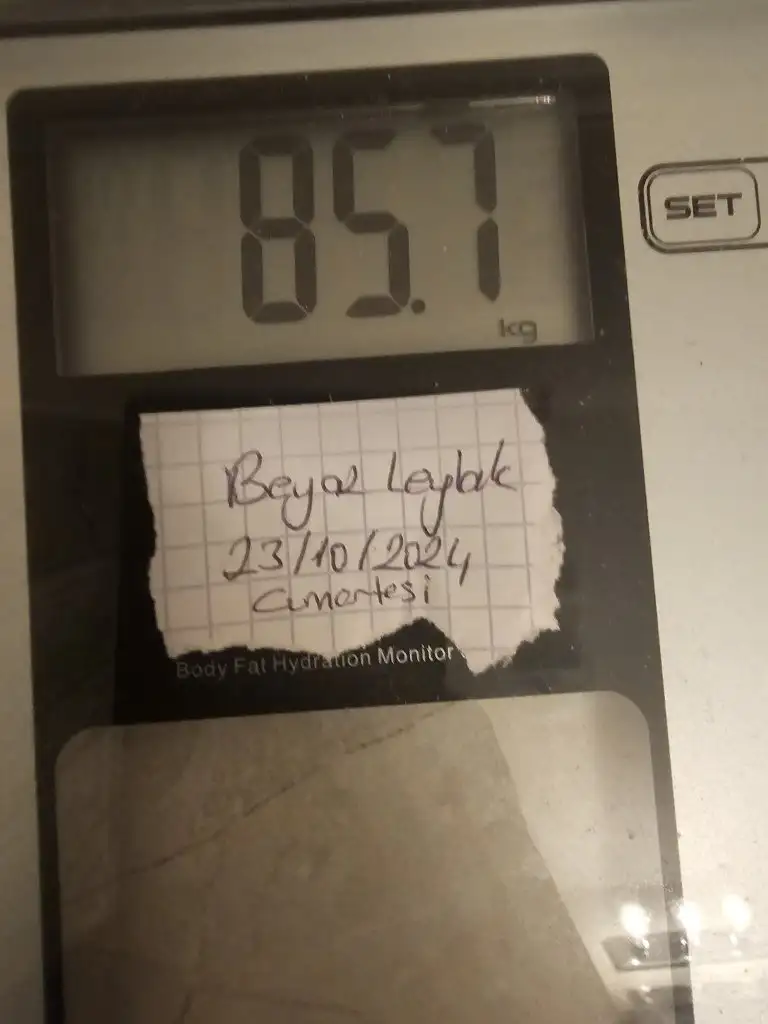 85.7
kg
SET
Beyaz Leylak
23/10/2024
Cumartesi
Body Fat Hydration Monitor